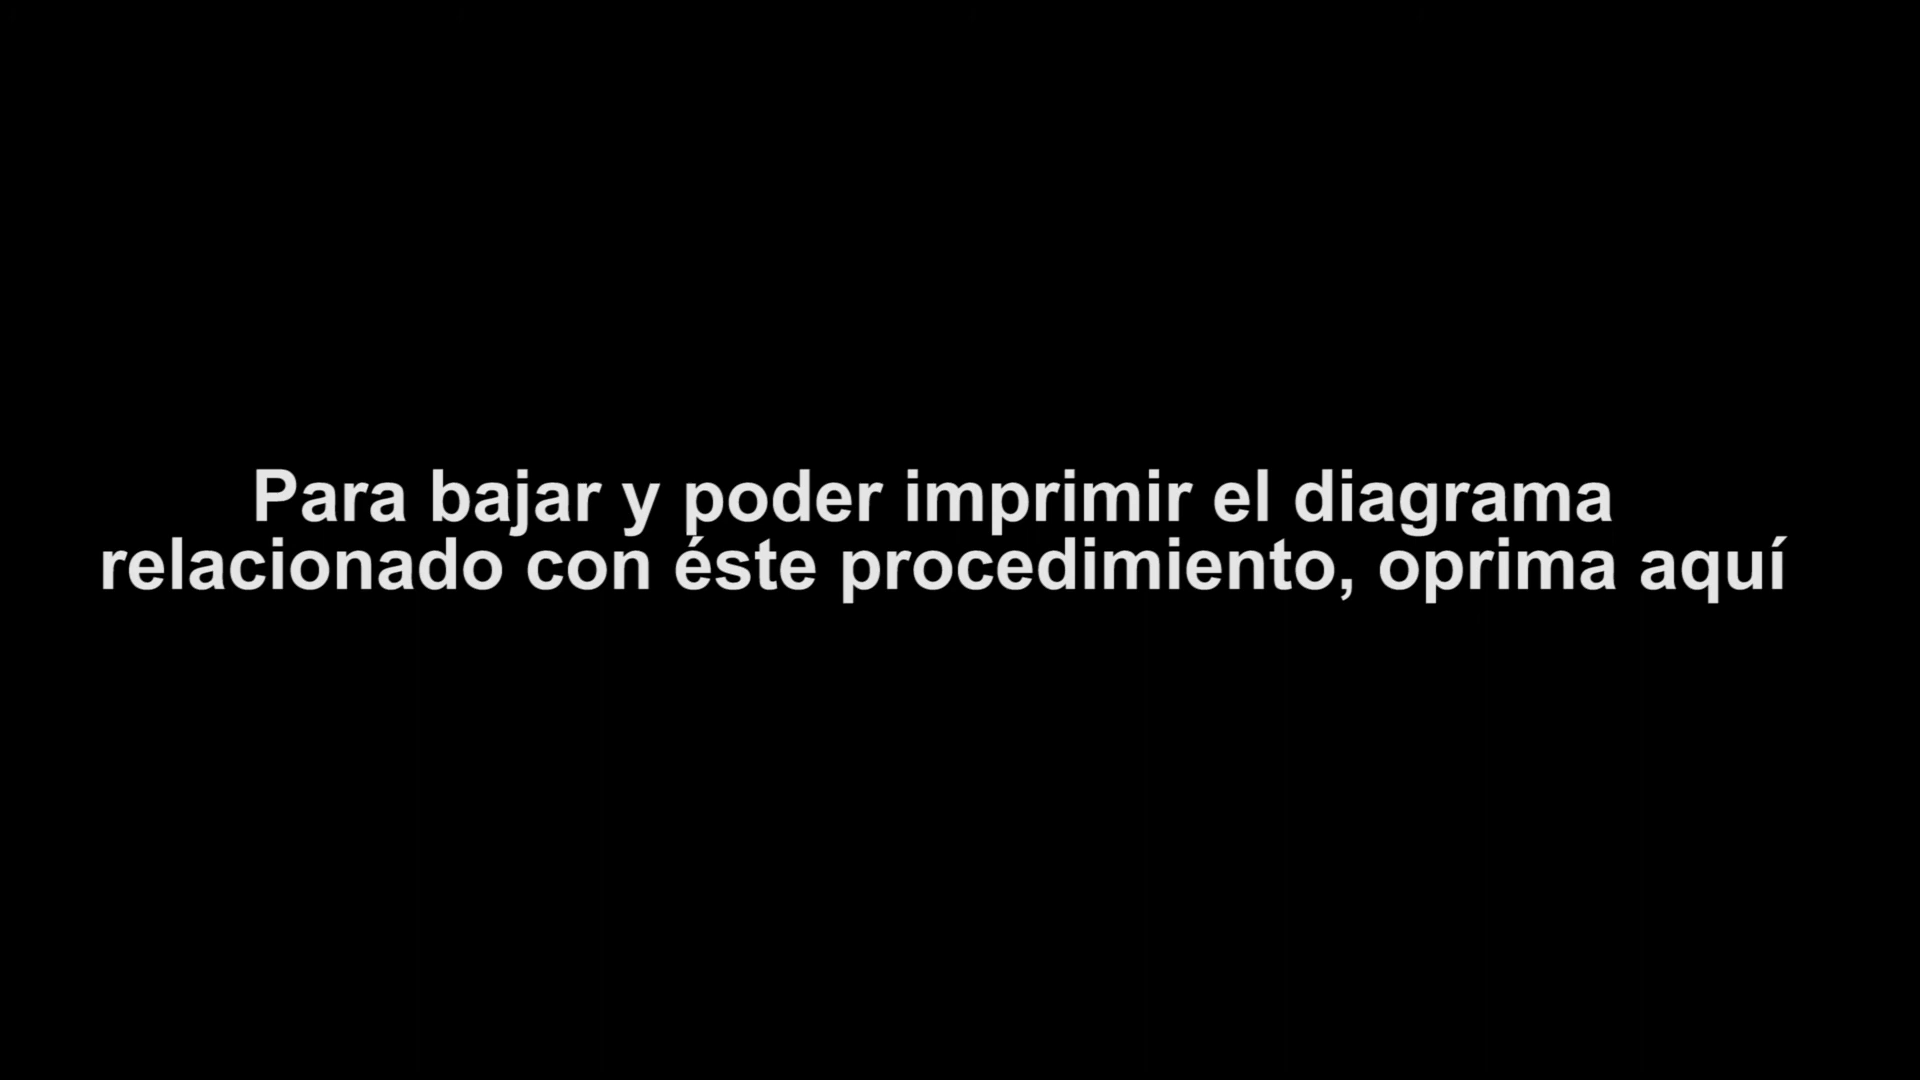 Para bajar y poder imprimir el diagrama
relacionado con éste procedimiento, oprima aquí